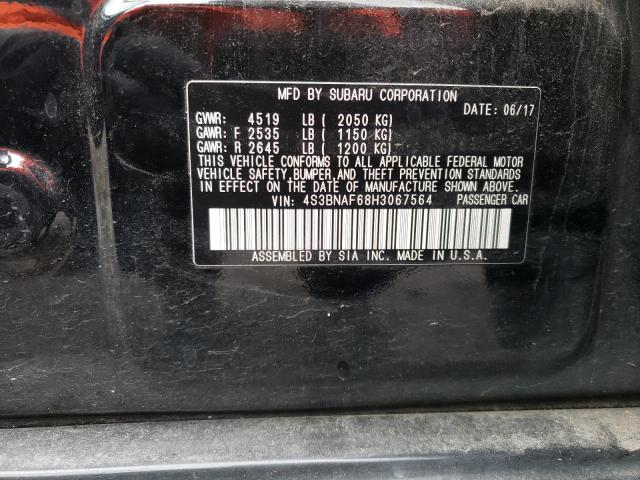 MFD BY SUBARU CORPORATION
DATE: 06/17
GVWR: 4519 LB ( 2050 KG)
GAWR: F 2535 LB ( 1150 KG)
GAWR: R 2645 LB ( 1200 KG)
THIS VEHICLE CONFORMS TO ALL APPLICABLE FEDERAL MOTOR
VEHICLE SAFETY, BUMPER, AND THEFT PREVENTION STANDARDS
IN EFFECT ON THE DATE OF MANUFACTURE SHOWN ABOVE.
VIN: 4S3BNAF68H3067564 PASSENGER CAR
ASSEMBLED BY SIA INC. MADE IN U.S.A.